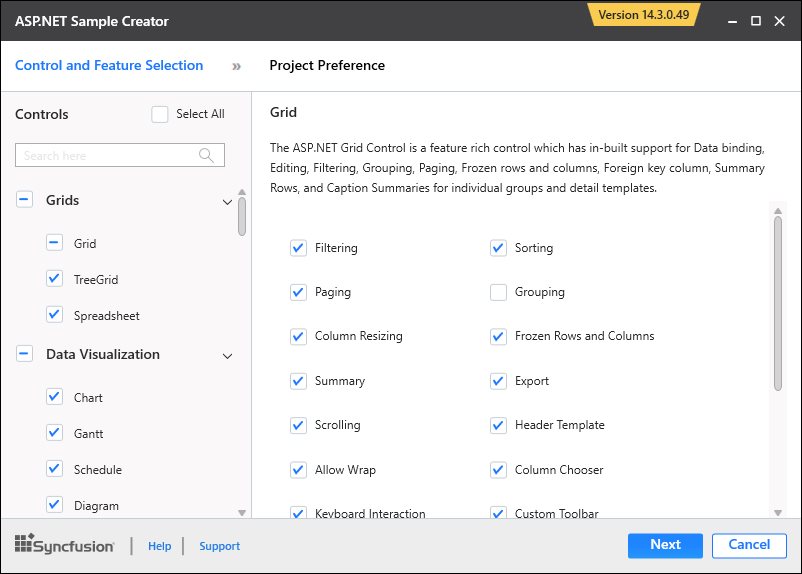 ASP.NET Sample Creator
Version 14.3.0.49
Control and Feature Selection » Project Preference
Controls
Select All
Search here
Grids
Grid
TreeGrid
Spreadsheet
Data Visualization
Chart
Gantt
Schedule
Diagram
Grid
The ASP.NET Grid Control is a feature rich control which has in-built support for Data binding,
Editing, Filtering, Grouping, Paging, Frozen rows and columns, Foreign key column, Summary
Rows, and Caption Summaries for individual groups and detail templates.
Filtering
Sorting
Paging
Grouping
Column Resizing
Frozen Rows and Columns
Summary
Export
Scrolling
Header Template
Allow Wrap
Column Chooser
Keyboard Interaction
Custom Toolbar
Syncfusion
Help
Support
Next
Cancel